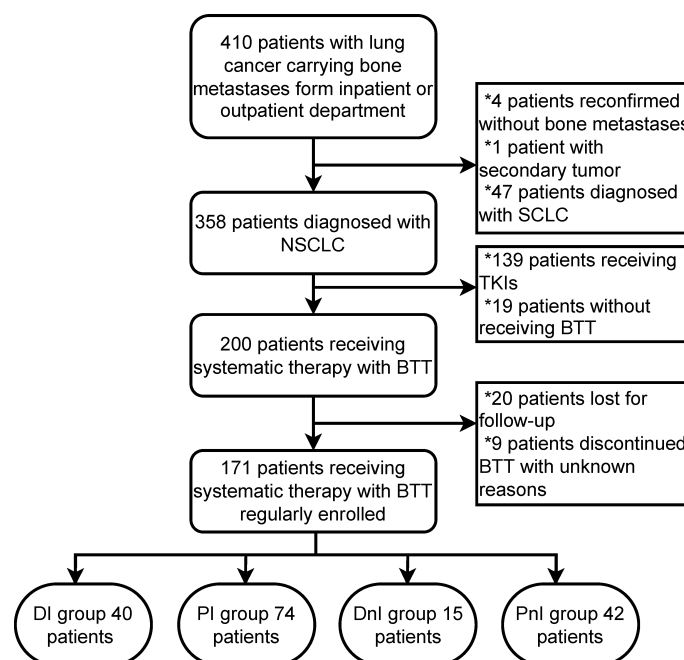 410 patients with lung
cancer carrying bone
metastases form inpatient or
outpatient department
*4 patients reconfirmed
without bone metastases
*1 patient with
secondary tumor
*47 patients diagnosed
with SCLC
358 patients diagnosed with
NSCLC
*139 patients receiving
TKIs
*19 patients without
receiving BTT
200 patients receiving
systematic therapy with BTT
*20 patients lost for
follow-up
*9 patients discontinued
BTT with unknown
reasons
171 patients receiving
systematic therapy with BTT
regularly enrolled
DI group 40
patients
PI group 74
patients
DnI group 15
patients
PnI group 42
patients